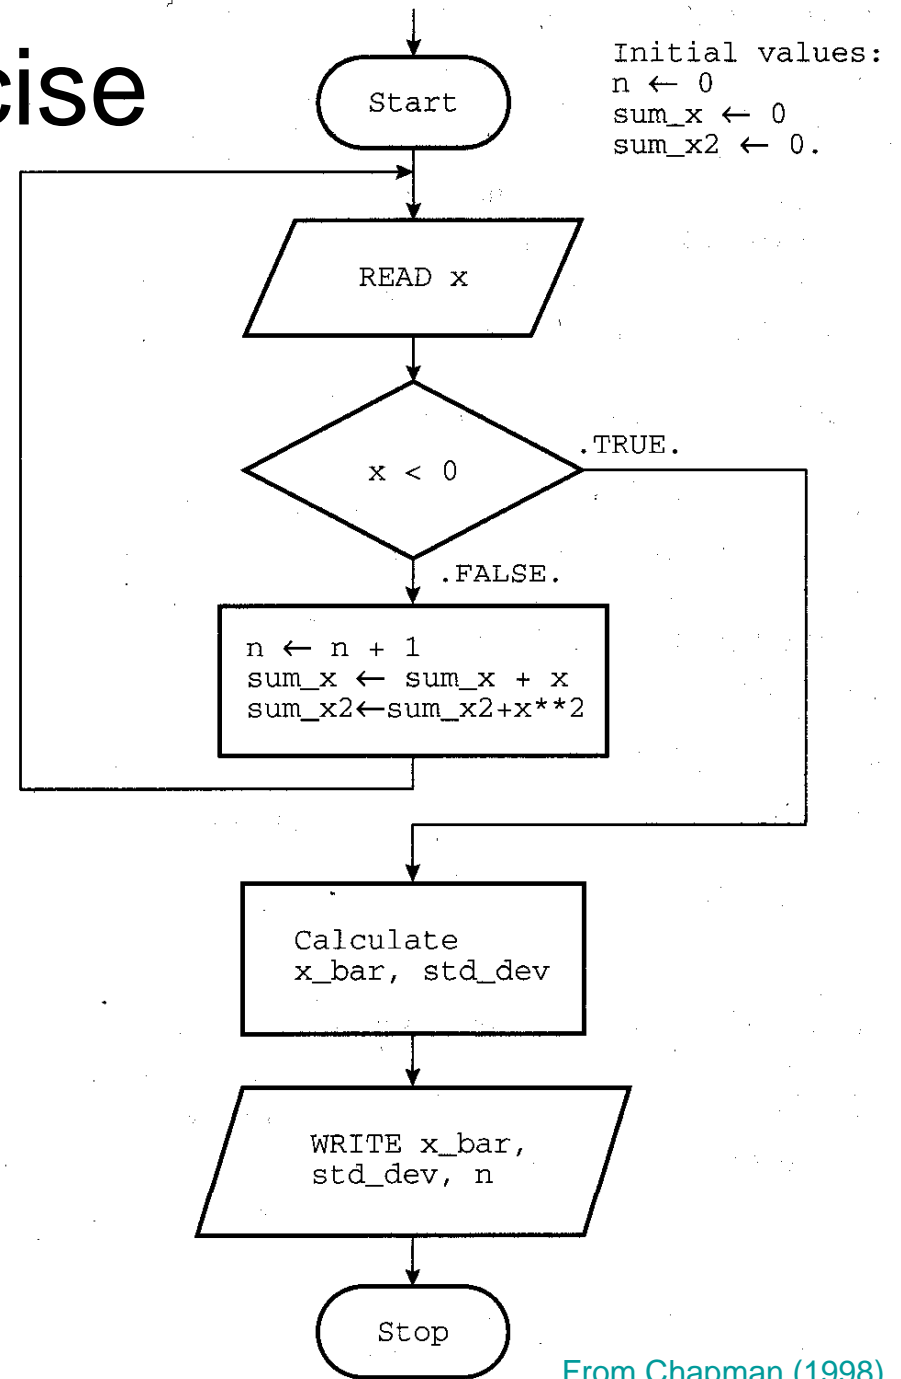 Start
Initial values:
n ← 0
sum_x ← 0
sum_x2 ← 0.
READ x
x < 0
.TRUE.
.FALSE.
n ← n + 1
sum_x ← sum_x + x
sum_x2←sum_x2+x**2
Calculate
x_bar, std_dev
WRITE x_bar,
std_dev, n
Stop
From Chapman (1998)